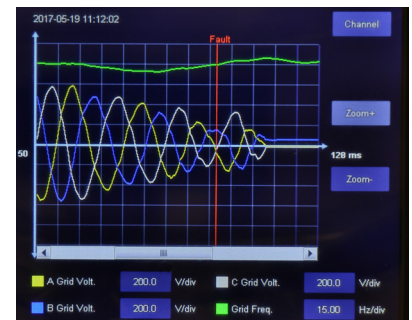 2017-05-19 11:12:02
Channel
Fault
Zoom+
50
128 ms
Zoom-
A Grid Volt. 200.0 V/div C Grid Volt. 200.0 V/div
B Grid Volt. 200.0 V/div Grid Freq. 15.00 Hz/div